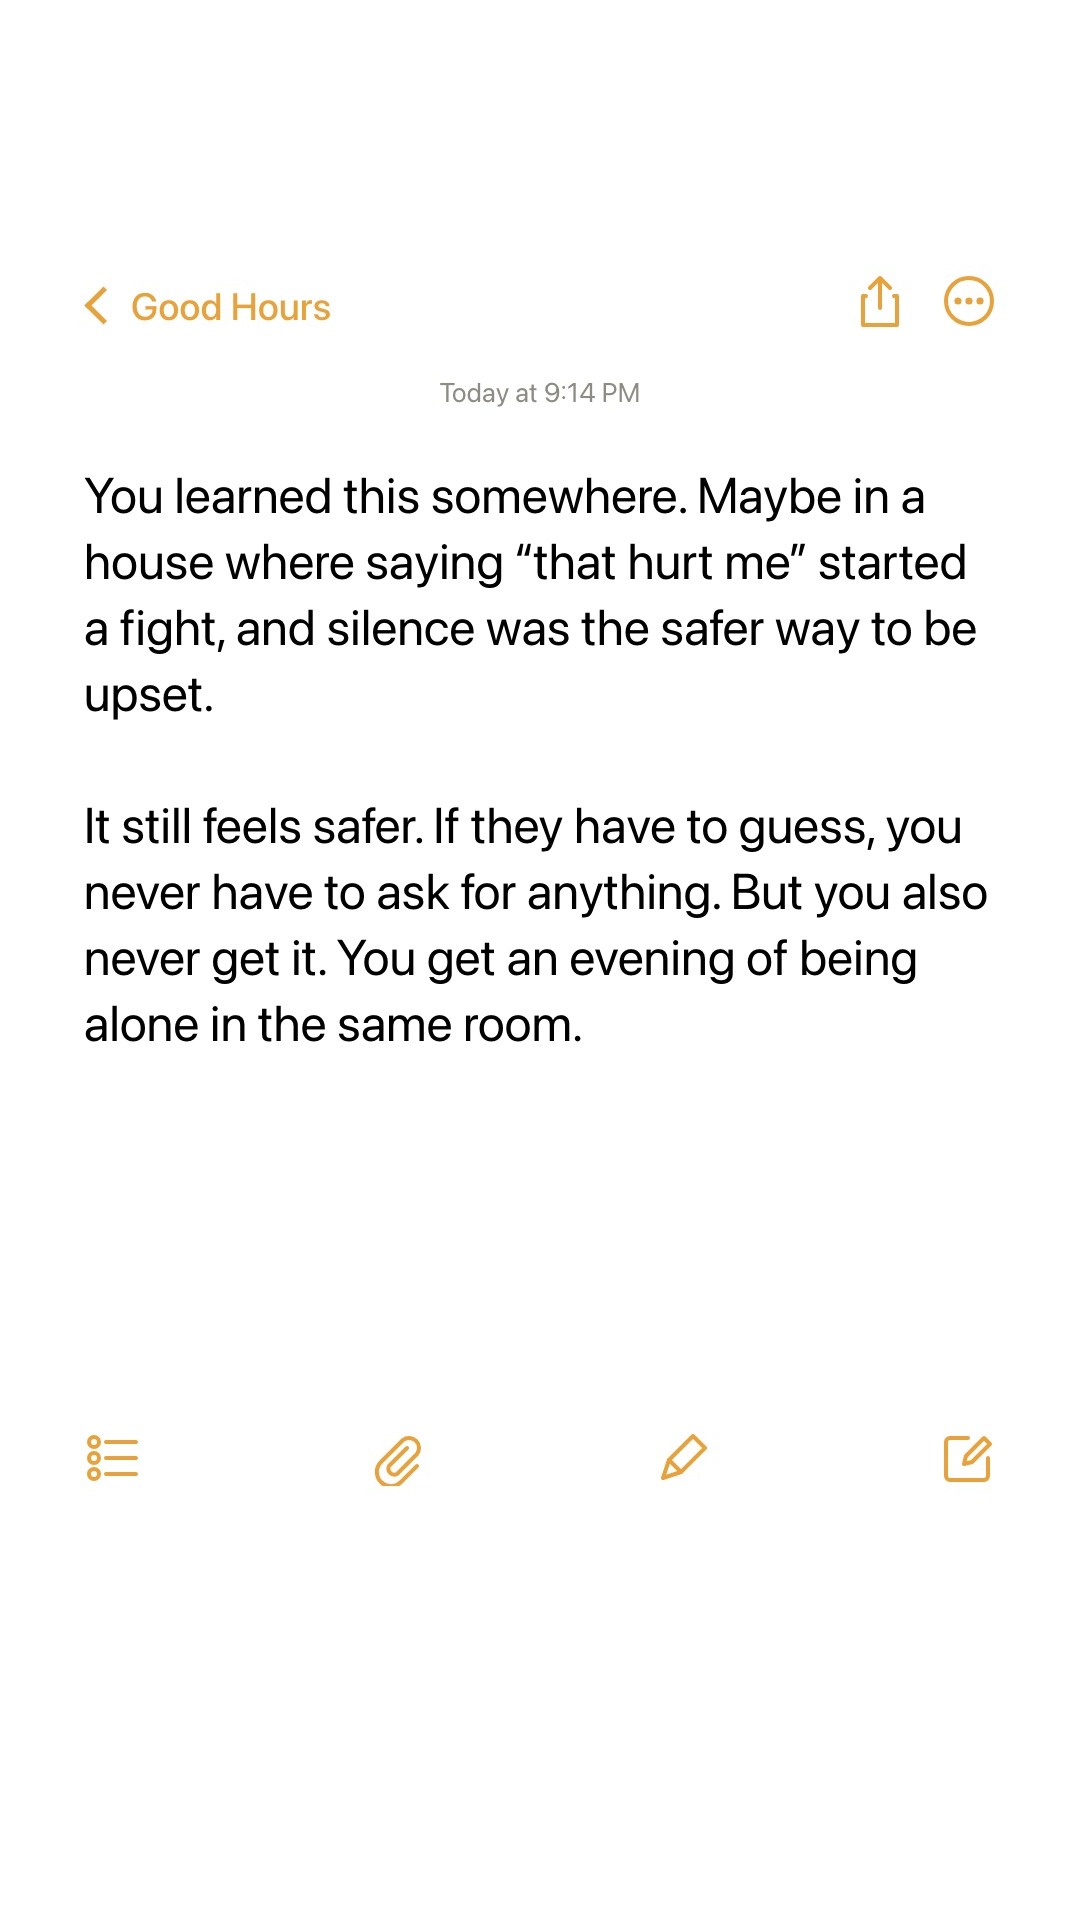 Good Hours
Today at 9:14 PM
You learned this somewhere. Maybe in a
house where saying “that hurt me” started
a fight, and silence was the safer way to be
upset.
It still feels safer. If they have to guess, you
never have to ask for anything. But you also
never get it. You get an evening of being
alone in the same room.